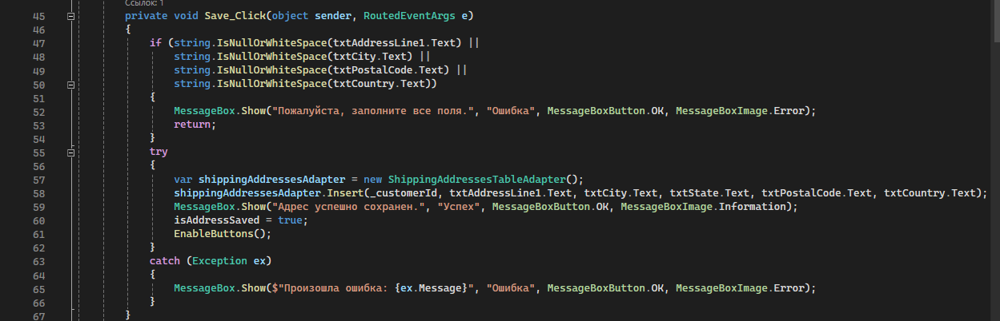 Ссылок: 1
45 private void Save_Click(object sender, RoutedEventArgs e)
46 {
47 if (string.IsNullOrWhiteSpace(txtAddressLine1.Text) ||
48 string.IsNullOrWhiteSpace(txtCity.Text) ||
49 string.IsNullOrWhiteSpace(txtPostalCode.Text) ||
50 string.IsNullOrWhiteSpace(txtCountry.Text))
51 {
52 MessageBox.Show("Пожалуйста, заполните все поля.", "Ошибка", MessageBoxButton.OK, MessageBoxImage.Error);
53 return;
54 }
55 try
56 {
57 var shippingAddressesAdapter = new ShippingAddressesTableAdapter();
58 shippingAddressesAdapter.Insert(_customerId, txtAddressLine1.Text, txtCity.Text, txtState.Text, txtPostalCode.Text, txtCountry.Text);
59 MessageBox.Show("Адрес успешно сохранен.", "Успех", MessageBoxButton.OK, MessageBoxImage.Information);
60 isAddressSaved = true;
61 EnableButtons();
62 }
63 catch (Exception ex)
64 {
65 MessageBox.Show($"Произошла ошибка: {ex.Message}", "Ошибка", MessageBoxButton.OK, MessageBoxImage.Error);
66 }
67 }